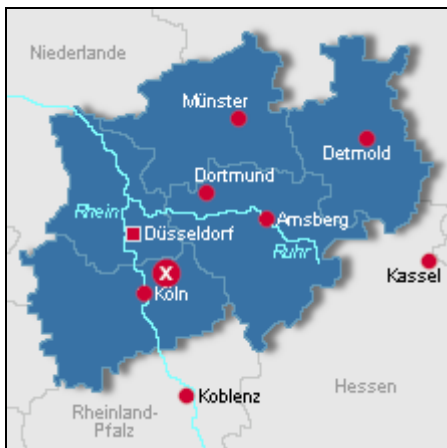 Niederlande
Münster
Detmold
Dortmund
Rhein
Arnsberg
Düsseldorf
Ruhr
Kassel
X
Köln
Hessen
Koblenz
Rheinland-
Pfalz